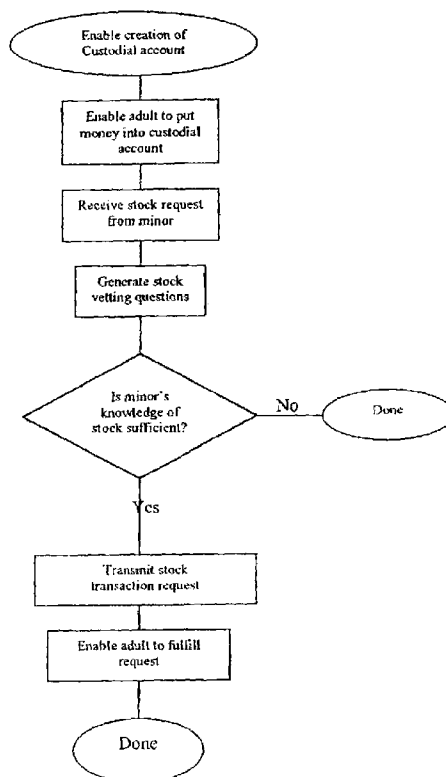 Enable creation of
Custodial account
Enable adult to put
money into custodial
account
Receive stock request
from minor
Generate stock
vetting questions
Is minor's
knowledge of
stock sufficient?
No
Done
Yes
Transmit stock
transaction request
Enable adult to fulfill
request
Done